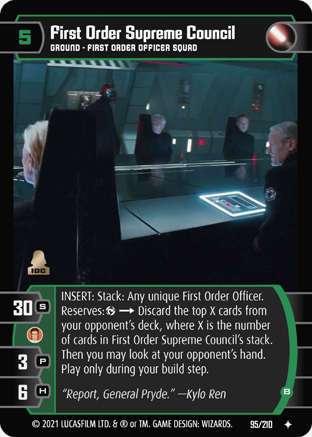 5
First Order Supreme Council
GROUND - FIRST ORDER OFFICER SQUAD
IDC
30 S
3 P
6 H
INSERT: Stack: Any unique First Order Officer.
Reserves: → Discard the top X cards from
your opponent's deck, where X is the number
of cards in First Order Supreme Council's stack.
Then you may look at your opponent's hand.
Play only during your build step.
"Report, General Pryde." —Kylo Ren
B
© 2021 LUCASFILM LTD. & ® or TM. GAME DESIGN: WIZARDS.
95/210